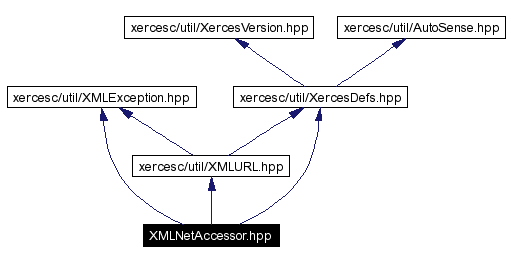 xercesc/util/XercesVersion.hpp
xercesc/util/AutoSense.hpp
xercesc/util/XMLException.hpp
xercesc/util/XercesDefs.hpp
xercesc/util/XMLURL.hpp
XMLNetAccessor.hpp